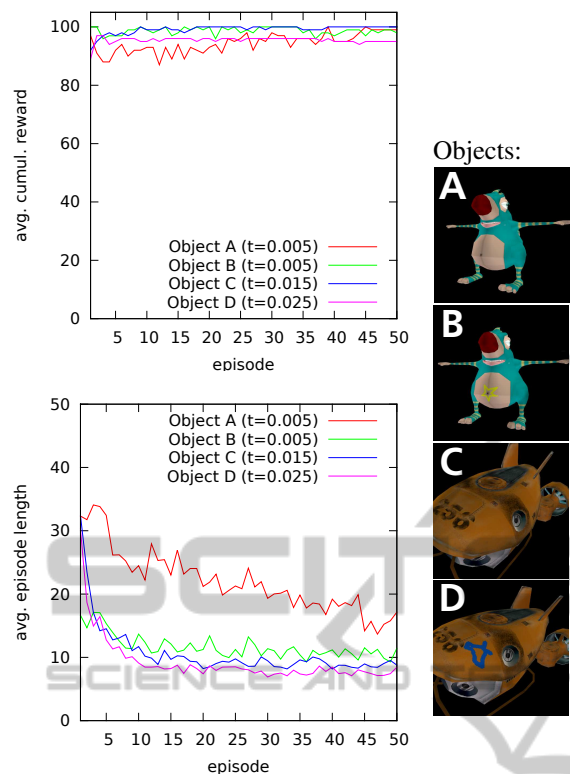 100
80
60
40
20
0
avg. cumul. reward
Object A (t=0.005)
Object B (t=0.005)
Object C (t=0.015)
Object D (t=0.025)
5 10 15 20 25 30 35 40 45 50
episode
50
40
30
20
10
0
avg. episode length
Object A (t=0.005)
Object B (t=0.005)
Object C (t=0.015)
Object D (t=0.025)
5 10 15 20 25 30 35 40 45 50
episode
Objects:
A
B
C
D
SCIT
SCIENCE AND T